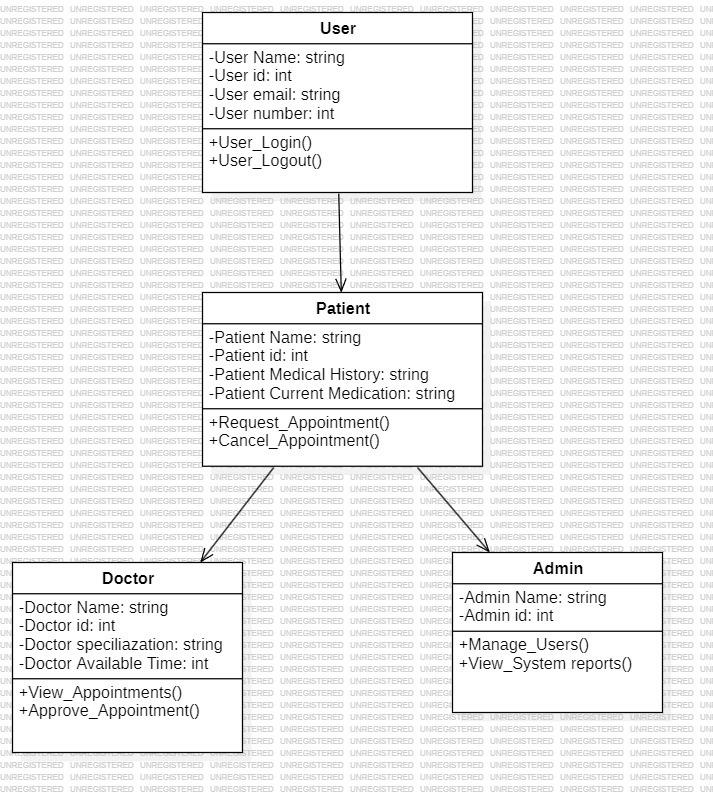 User
-User Name: string
-User id: int
-User email: string
-User number: int
+User_Login()
+User_Logout()
Patient
-Patient Name: string
-Patient id: int
-Patient Medical History: string
-Patient Current Medication: string
+Request_Appointment()
+Cancel_Appointment()
Doctor
-Doctor Name: string
-Doctor id: int
-Doctor speciliazation: string
-Doctor Available Time: int
+View_Appointments()
+Approve_Appointment()
Admin
-Admin Name: string
-Admin id: int
+Manage_Users()
+View_System reports()
UNREGISTERED